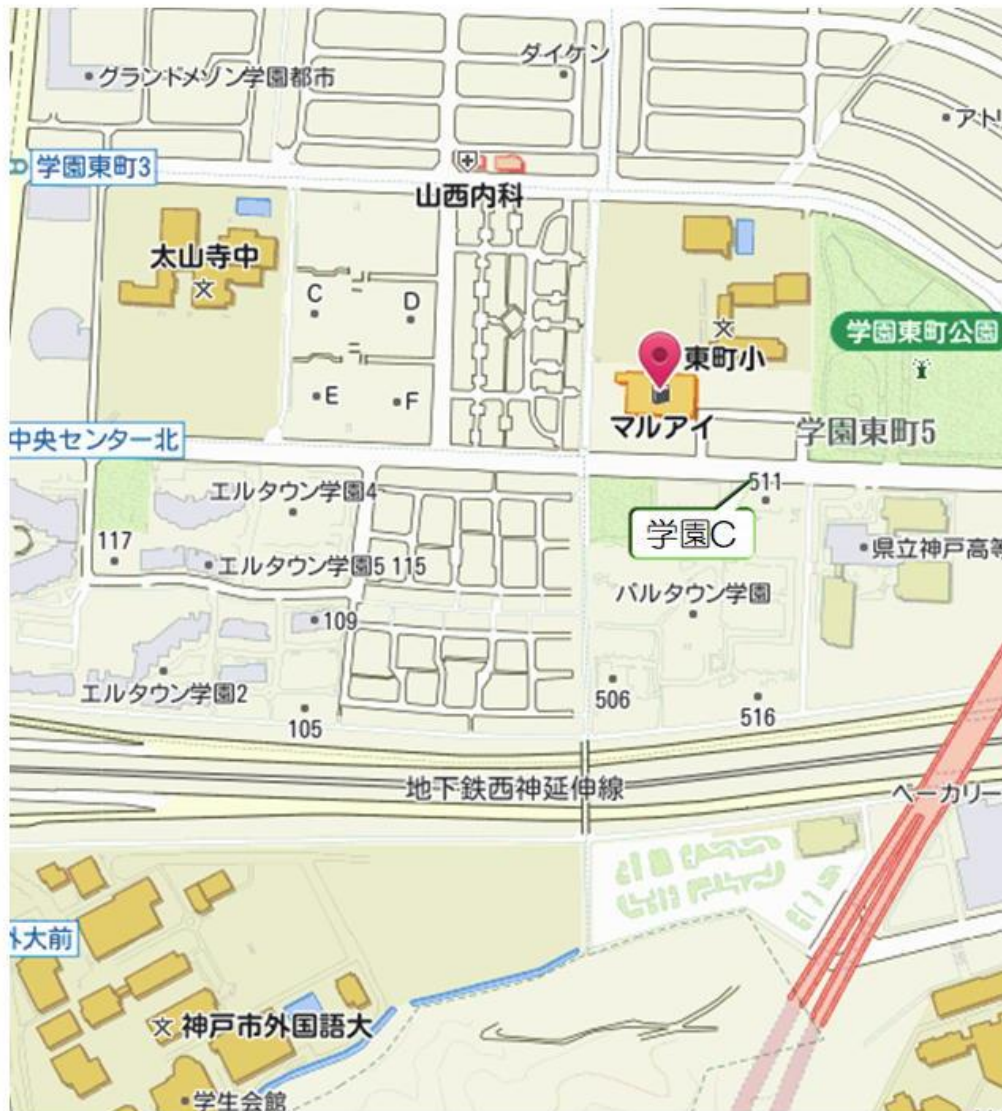 ダイケン
グランドメゾン学園都市
アトリ
学園東町3
山西内科
太山寺中
C
D
学園東町公園
東町小
E
F
マルアイ
学園東町5
中央センター北
511
エルタウン学園4
学園C
117
県立神戸高等
エルタウン学園5 115
バルタウン学園
109
エルタウン学園2
506
516
105
地下鉄西神延伸線
ベーカリー
外大前
文 神戸市外国語大
学生会館